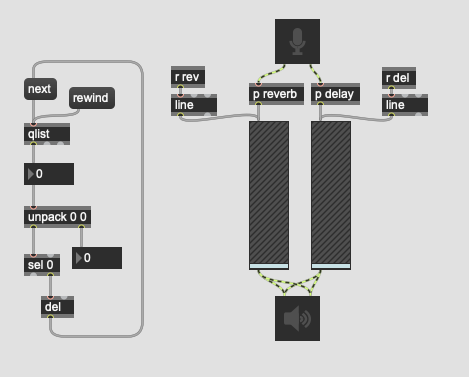 next
rewind
qlist
0
unpack 0 0
0
sel 0
del
r rev
line
p reverb
p delay
r del
line